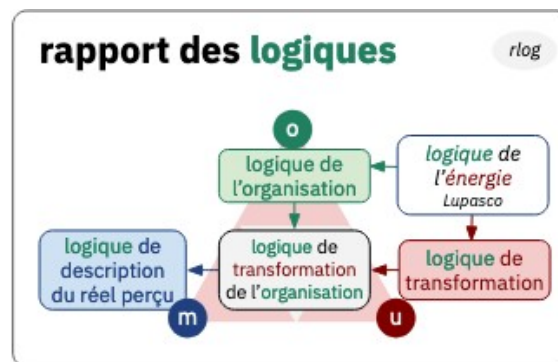 rapport des logiques
rlog
o
logique de
l'organisation
logique de
l'énergie
Lupasco
logique de
description
du réel perçu
logique de
transformation
de l'organisation
logique de
transformation
m
u